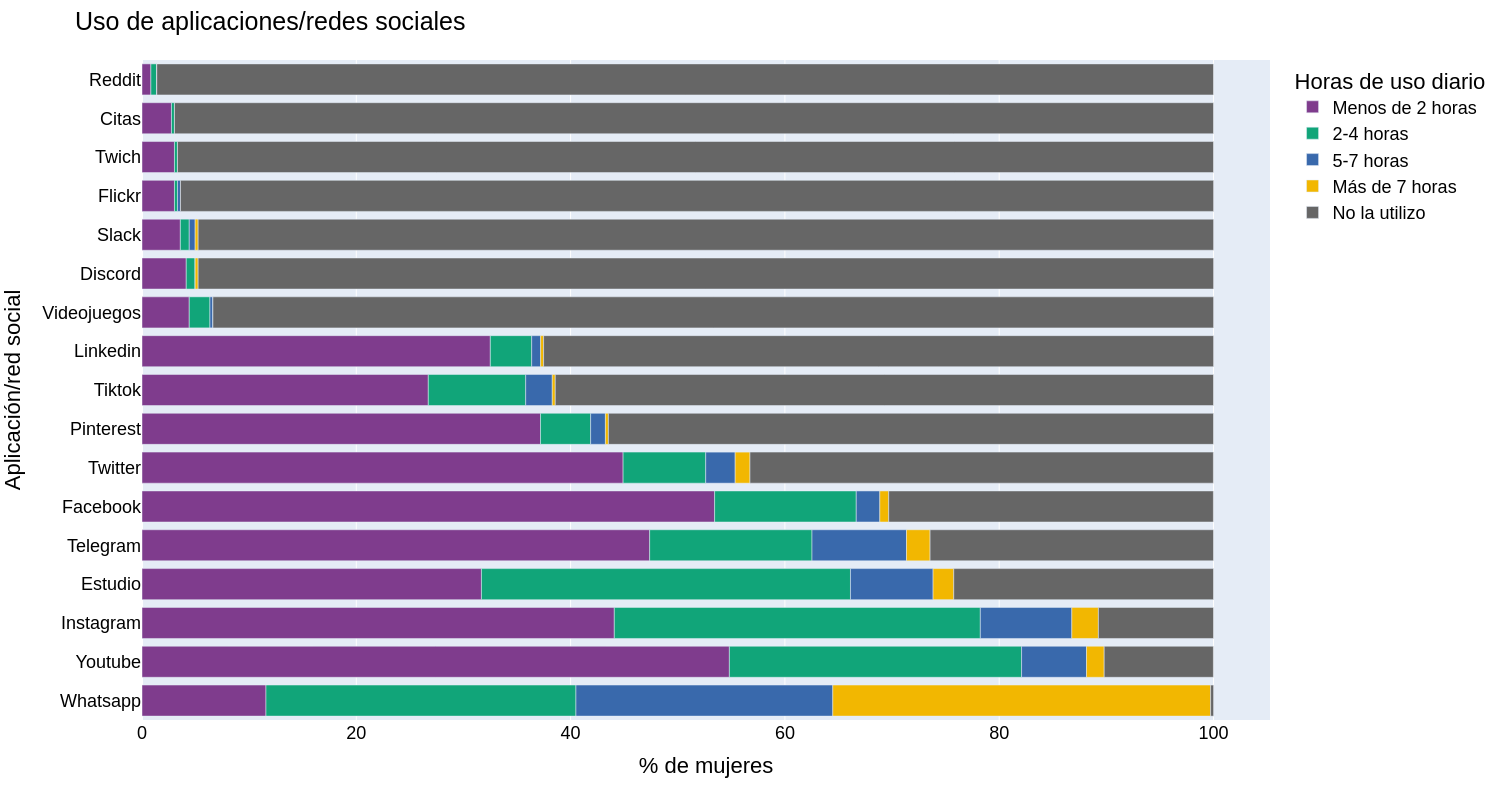 Uso de aplicaciones/redes sociales
Horas de uso diario
Menos de 2 horas
2-4 horas
5-7 horas
Más de 7 horas
No la utilizo
Aplicación/red social
Reddit
Citas
Twich
Flickr
Slack
Discord
Videojuegos
Linkedin
Tiktok
Pinterest
Twitter
Facebook
Telegram
Estudio
Instagram
Youtube
Whatsapp
0 20 40 60 80 100
% de mujeres